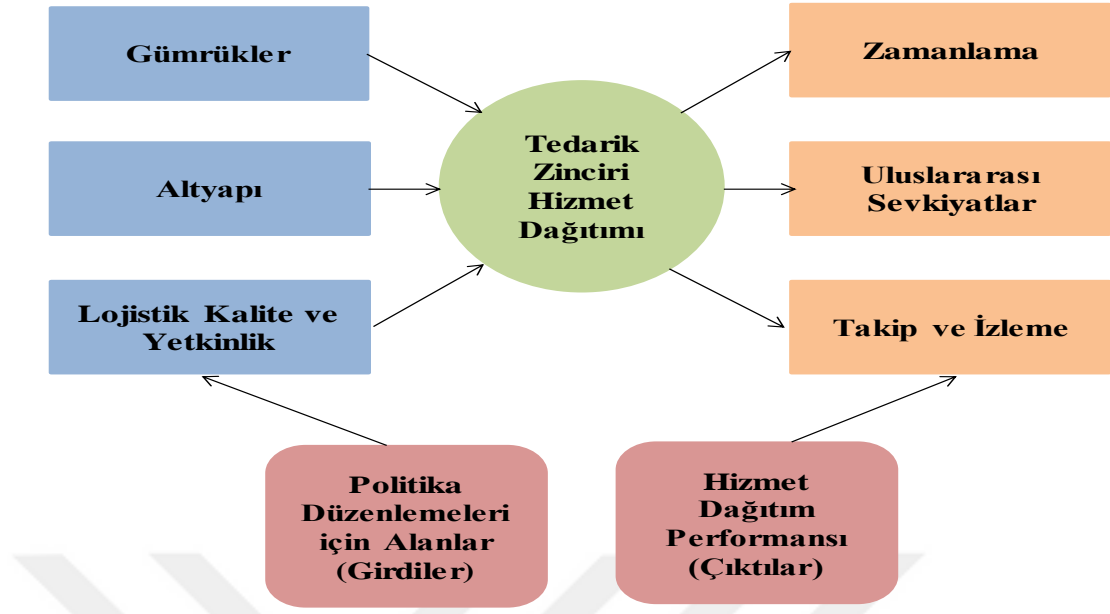 Gümrükler
Altyapı
Lojistik Kalite ve
Yetkinlik
Tedarik
Zinciri
Hizmet
Dağıtımı
Zamanlama
Uluslararası
Sevkiyatlar
Takip ve İzleme
Politika
Düzenlemeleri
için Alanlar
(Girdiler)
Hizmet
Dağıtım
Performansı
(Çıktılar)